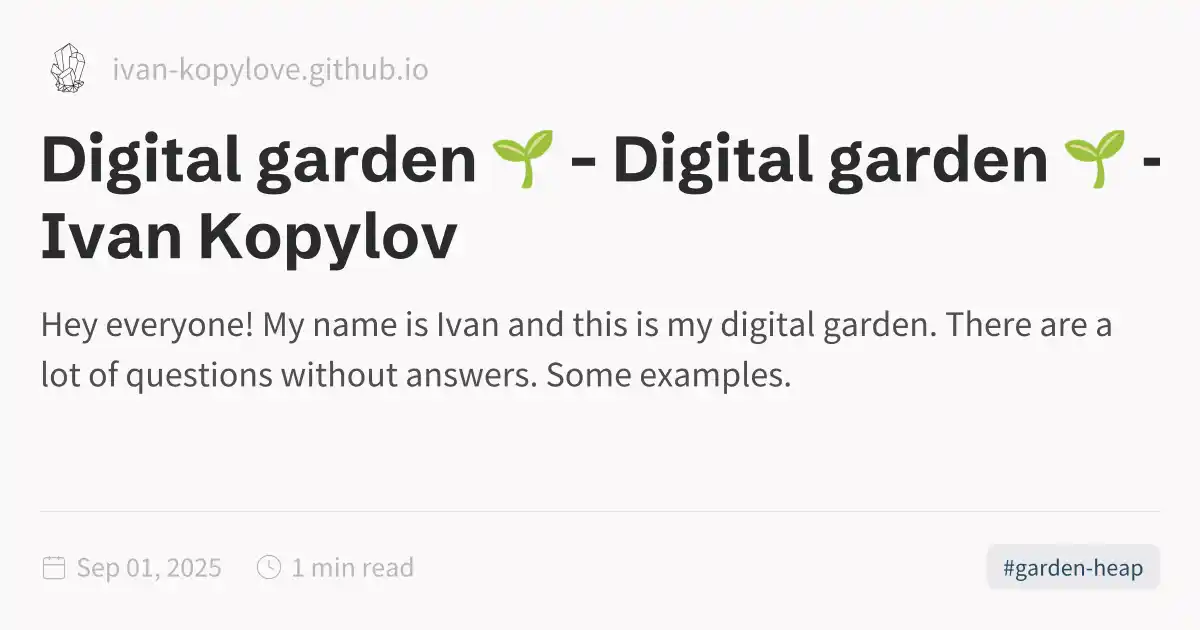 ivan-kopylove.github.io
Digital garden 🌱 - Digital garden 🌱 -
Ivan Kopylov
Hey everyone! My name is Ivan and this is my digital garden. There are a
lot of questions without answers. Some examples.
Sep 01, 2025 1 min read #garden-heap